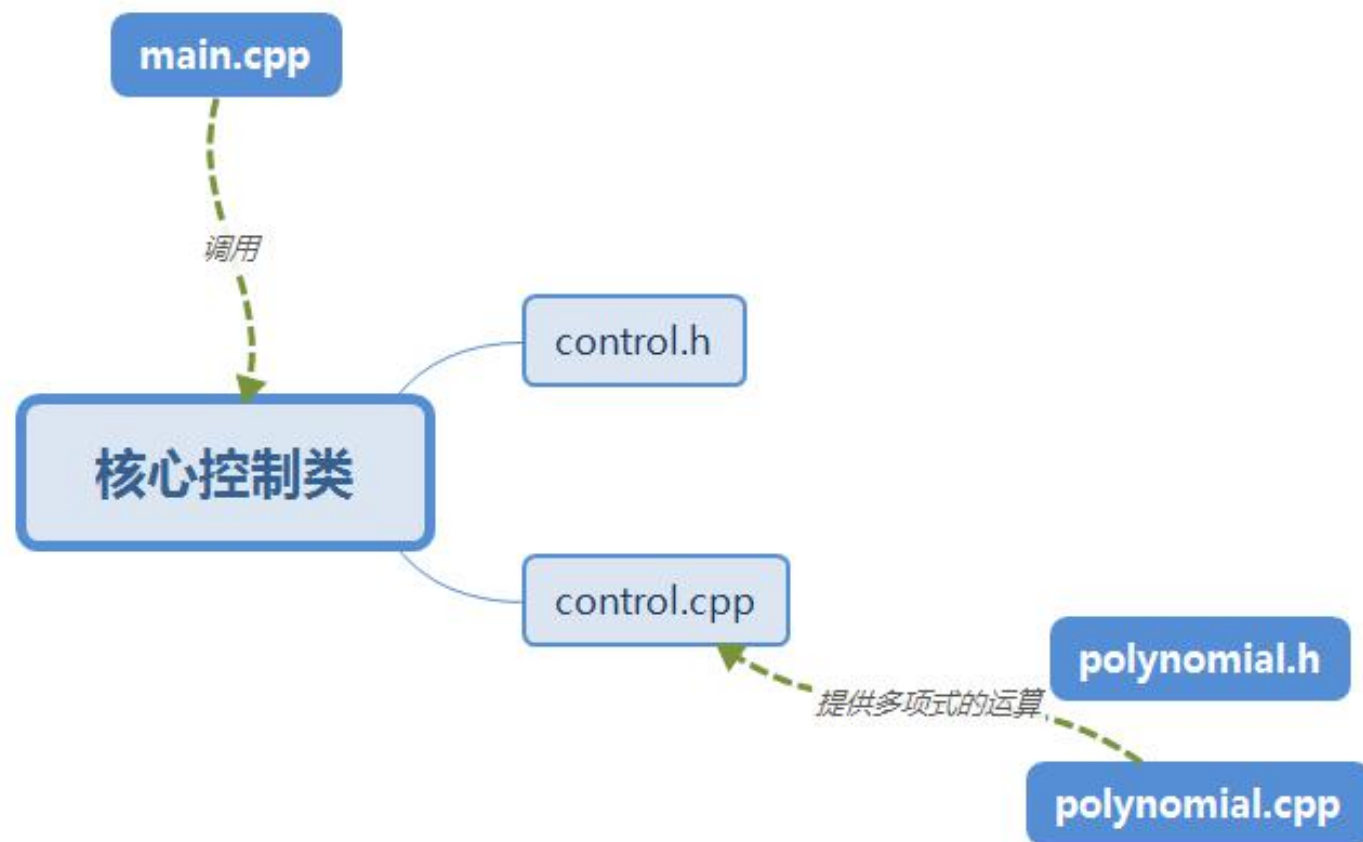 main.cpp
调用
control.h
核心控制类
control.cpp
polynomial.h
提供多项式的运算
polynomial.cpp